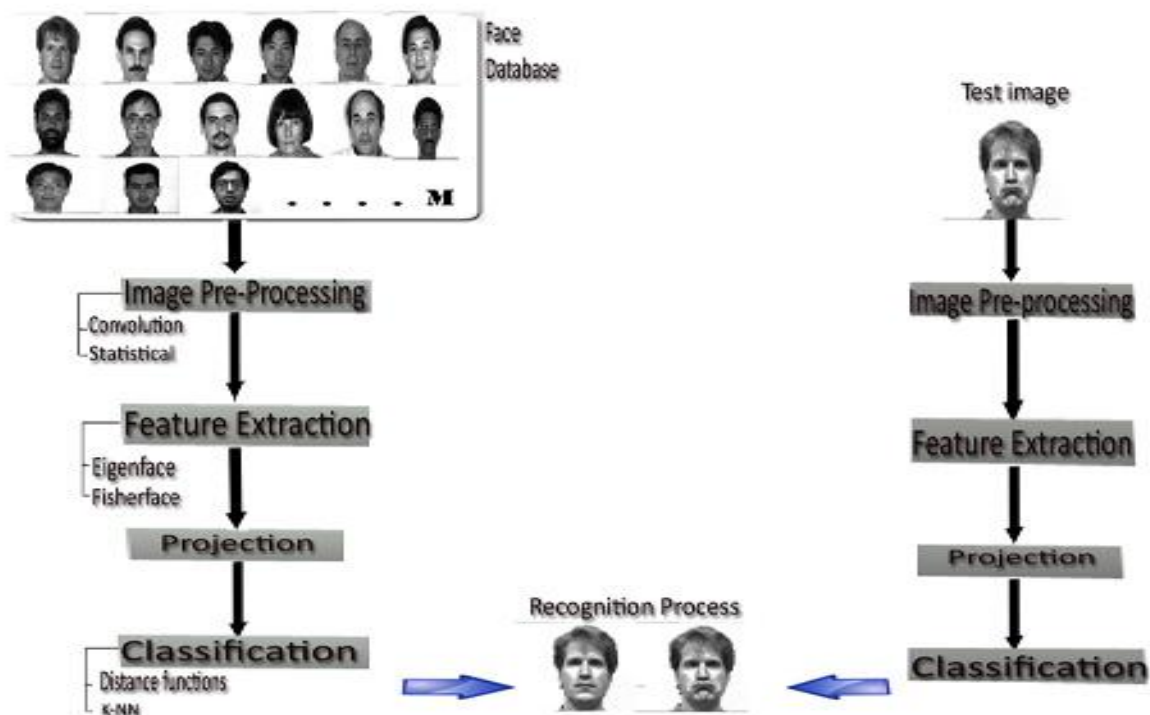 Face
Database
M
Image Pre-Processing
Convolution
Statistical
Feature Extraction
Eigenface
Fisherface
Projection
Classification
Distance functions
K-NN
Recognition Process
Test image
Image Pre-processing
Feature Extraction
Projection
Classification